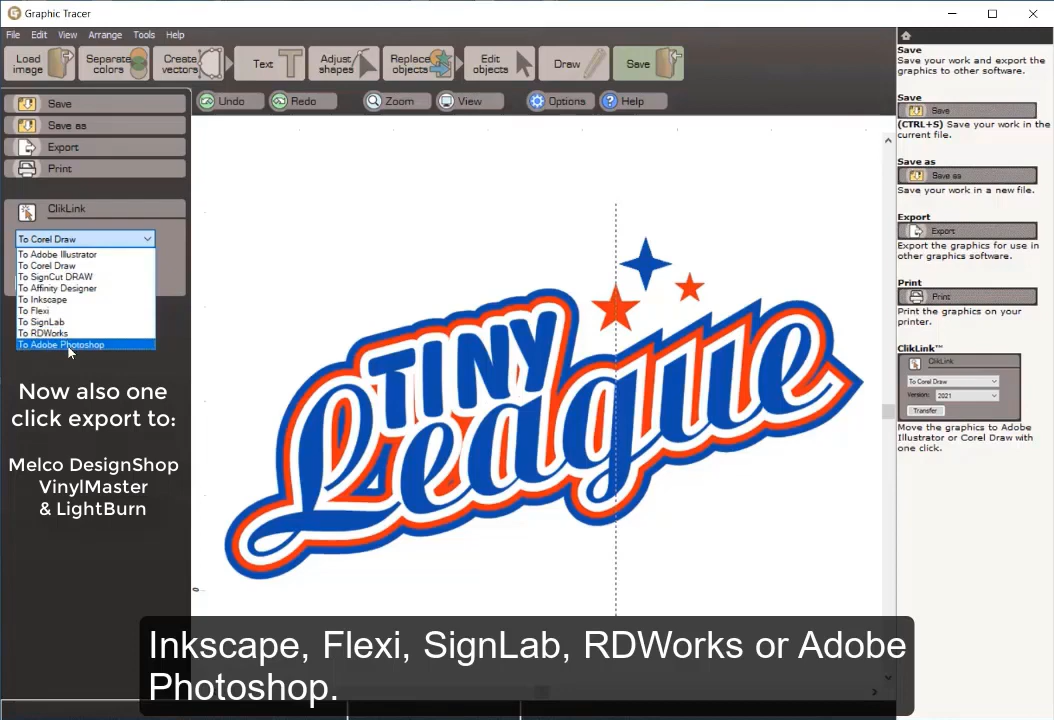 Graphic Tracer
File Edit View Arrange Tools Help
Load image
Separate colors
Create vectors
Text
Adjust shapes
Replace objects
Edit objects
Draw
Save
Undo
Redo
Zoom
View
Options
Help
Save
Save as
Export
Print
ClikLink
To Corel Draw
To Adobe Illustrator
To Corel Draw
To SignCut DRAW
To Affinity Designer
To Inkscape
To Flexi
To SignLab
To RDWorks
To Adobe Photoshop
Now also one
click export to:
Melco DesignShop
VinylMaster
& LightBurn
TINY
League
0
Save
Save your work and export the
graphics to other software.
Save
Save
(CTRL+S) Save your work in the
current file.
Save as
Save as
Save your work in a new file.
Export
Export
Export the graphics for use in
other graphics software.
Print
Print
Print the graphics on your
printer.
ClikLink™
ClikLink
To Corel Draw
Version: 2021
Transfer
Move the graphics to Adobe
Illustrator or Corel Draw with
one click.
Inkscape, Flexi, SignLab, RDWorks or Adobe
Photoshop.